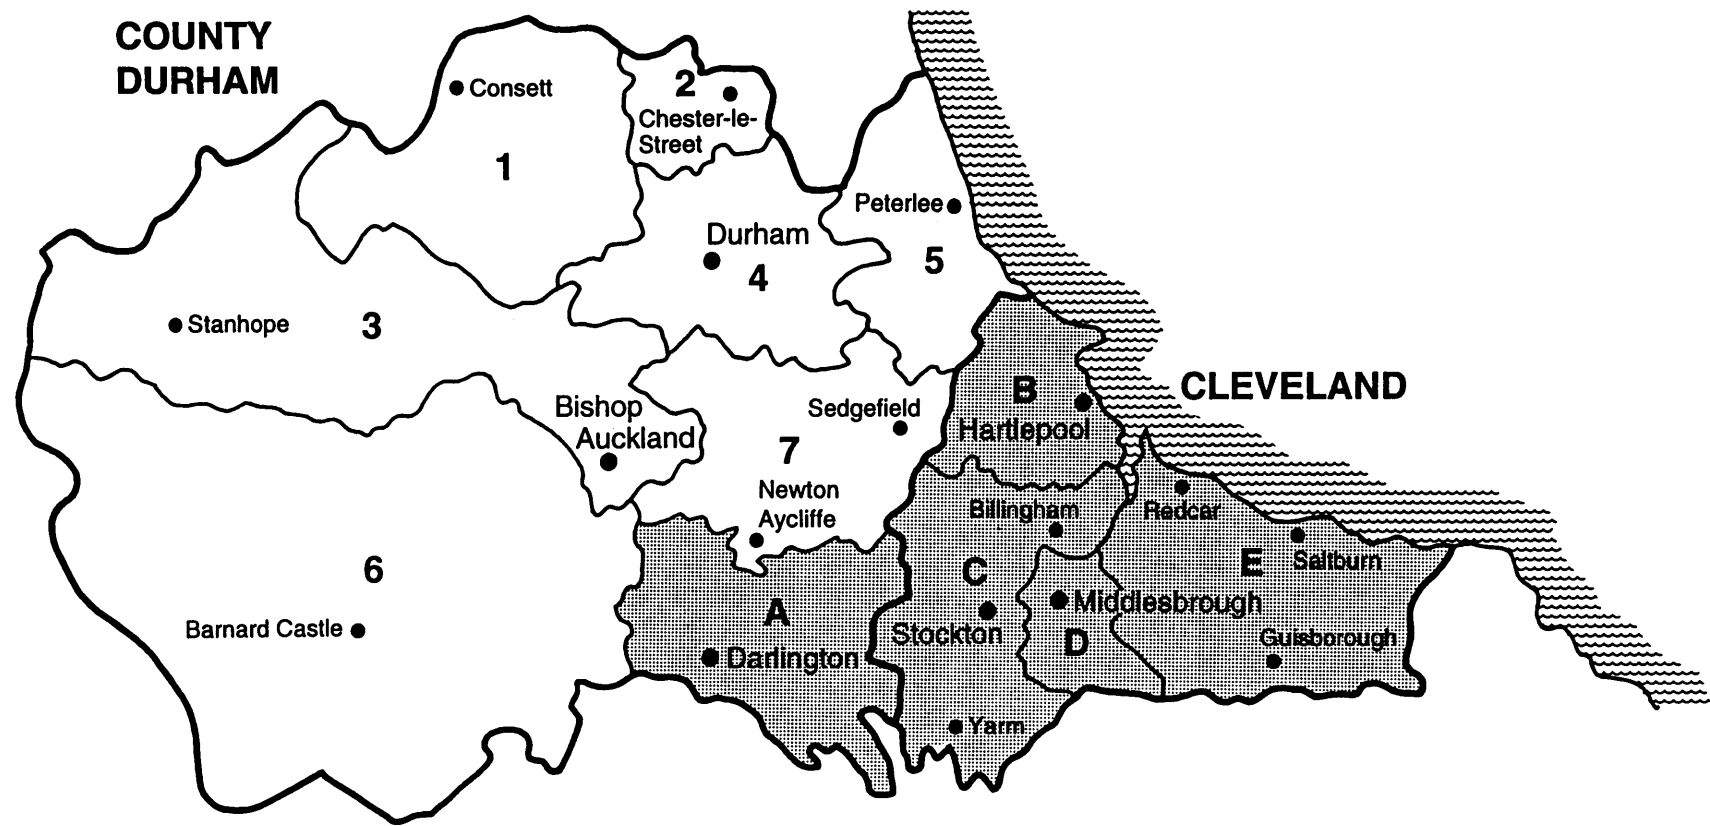 COUNTY
DURHAM
Consett
2
Chester-le-
Street
1
Peterlee
Durham
4
5
Stanhope
3
CLEVELAND
B
Hartlepool
Bishop
Auckland
Sedgefield
7
Newton
Aycliffe
Billingham
Redcar
6
A
C
E
Saltburn
Middlesbrough
Barnard Castle
Darlington
Stockton
D
Guisborough
Yarm